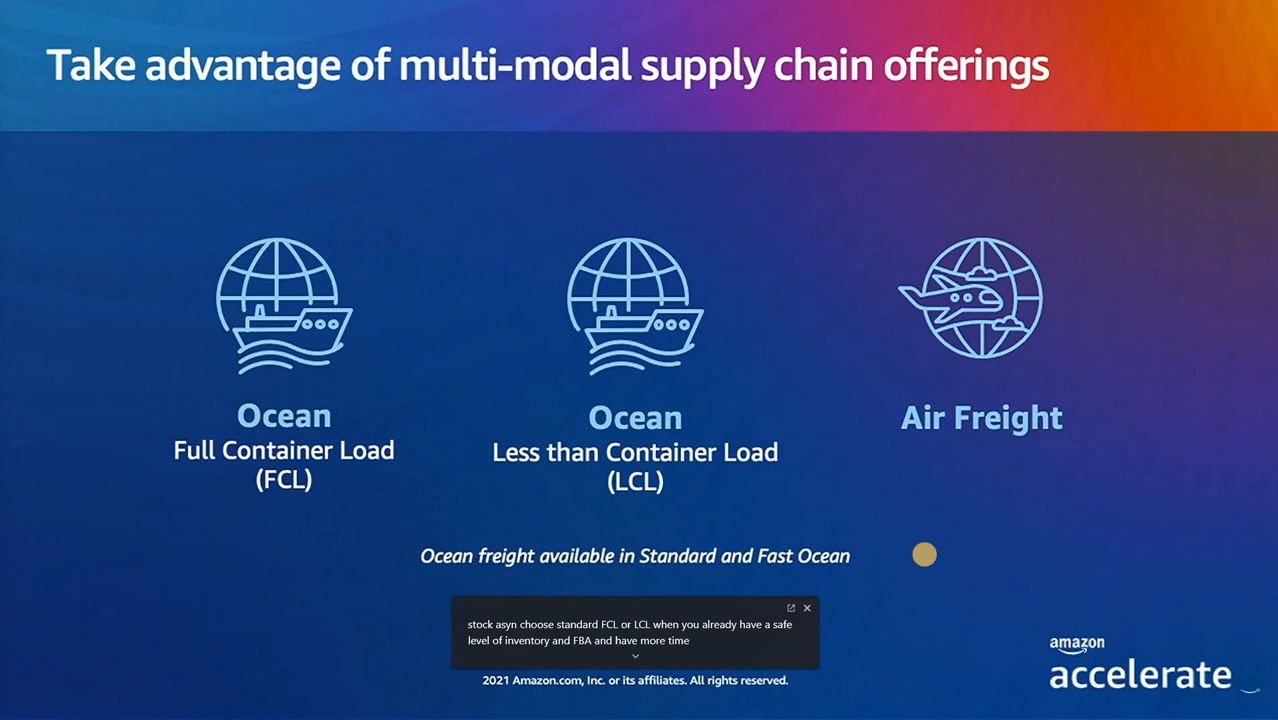 Take advantage of multi-modal supply chain offerings
Ocean
Full Container Load
(FCL)
Ocean
Less than Container Load
(LCL)
Air Freight
Ocean freight available in Standard and Fast Ocean
stock asyn choose standard FCL or LCL when you already have a safe
level of inventory and FBA and have more time
2021 Amazon.com, Inc. or its affiliates. All rights reserved.
amazon
accelerate